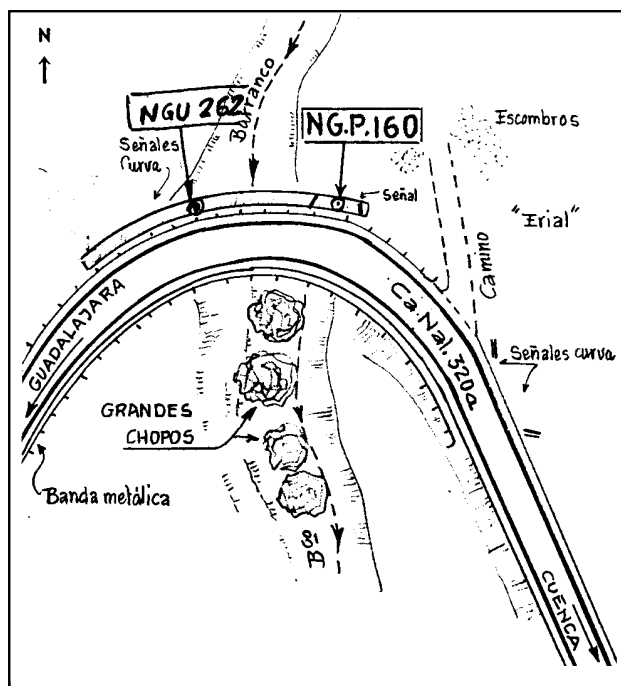 N
NGU 262
Barranco
NG.P.160
Escombros
Señales
Curva
Señal
"Erial"
Camino
GUADALAJARA
Ca.Nal.320a
Señales curva
GRANDES
CHOPOS
Banda metálica
Bº
CUENCA